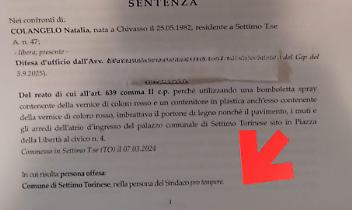 SENTENZA
Nei confronti di:
COLANGELO Natalia, nata a Chivasso il 25.05.1982, residente a Settimo T.se
A. n. 47;
- libera, presente -
Difesa d'ufficio dall'Avv. del Gip del
3.9.2025).
Del reato di cui all'art. 639 comma II c.p. perché utilizzando una bomboletta spray
contenente della vernice di colore rosso e un contenitore in plastica anch'esso contenente
della vernice di colore rosso, imbrattava il portone di legno nonché il pavimento, i muri e
gli arredi dell'atrio d'ingresso del palazzo comunale di Settimo Torinese sito in Piazza
della Libertà al civico n. 4.
Commesso in Settimo T.se (TO) il 07.03.2024
In cui risulta persona offesa:
Comune di Settimo Torinese, nella persona del Sindaco pro tempore.
1